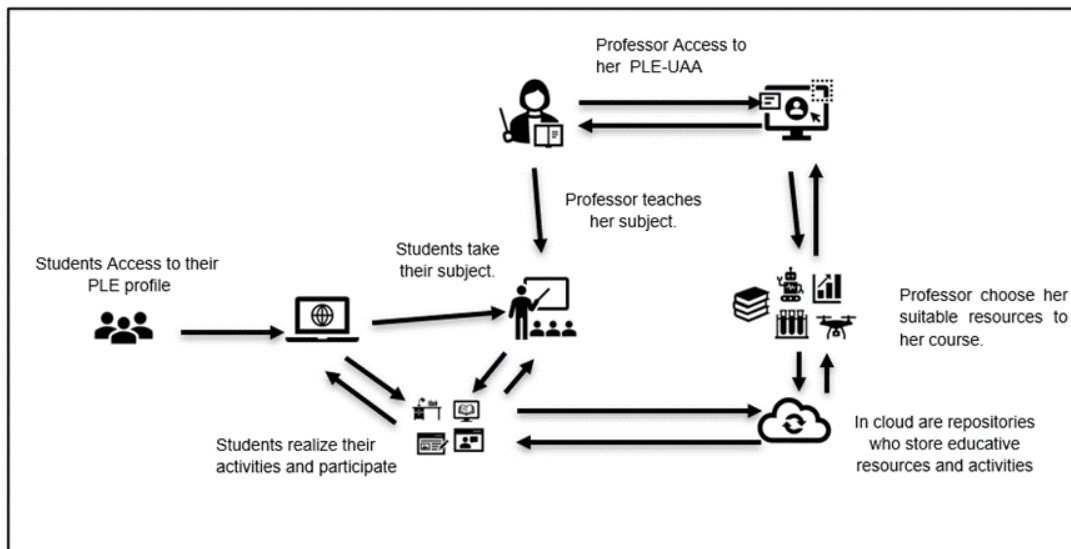 Professor Access to
her PLE-UAA
Professor teaches
her subject.
Students take
their subject.
Students Access to their
PLE profile
Professor choose her
suitable resources to
her course.
Students realize their
activities and participate
In cloud are repositories
who store educative
resources and activities